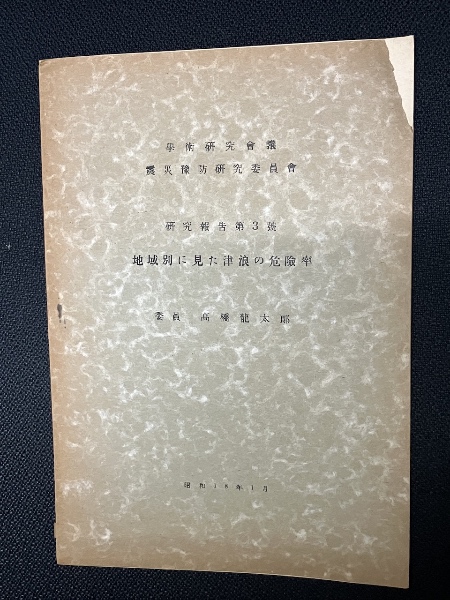 學術研究會議
震災豫防研究委員會
研究報告第3號
地域別に見た津浪の危險率
委員 高橋龍太郎
昭和18年1月